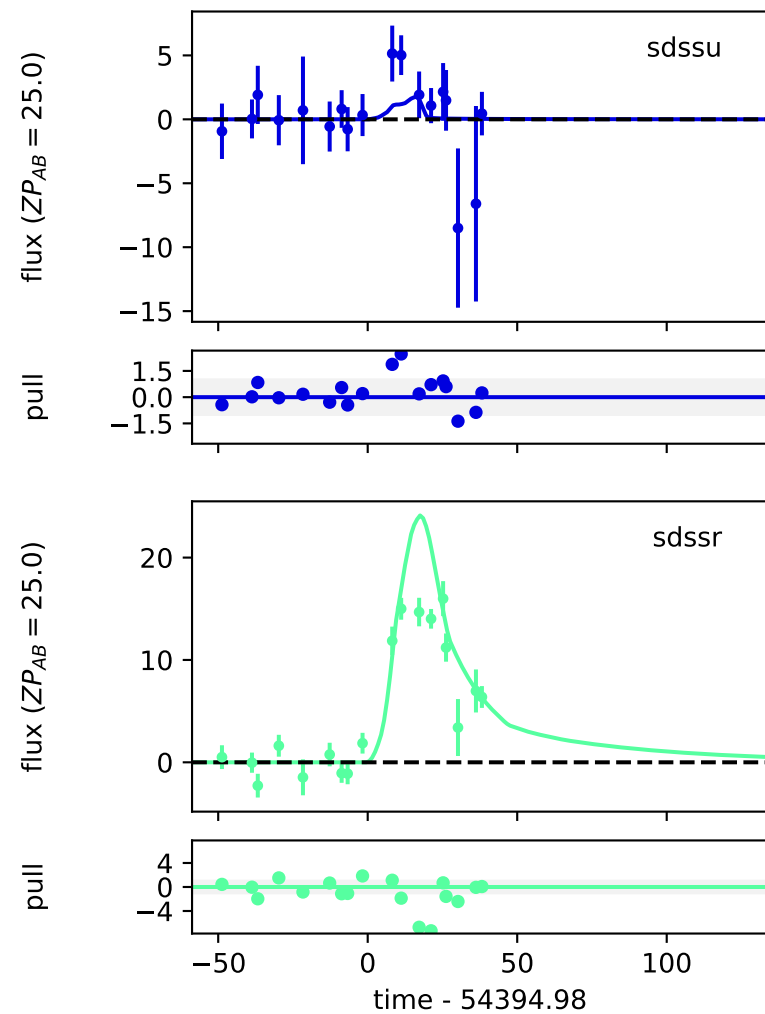 sdssu
flux (ZP_AB = 25.0)
5
0
−5
−10
−15
pull
1.5
0.0
−1.5
sdssr
flux (ZP_AB = 25.0)
20
10
0
pull
4
0
−4
−50 0 50 100
time - 54394.98